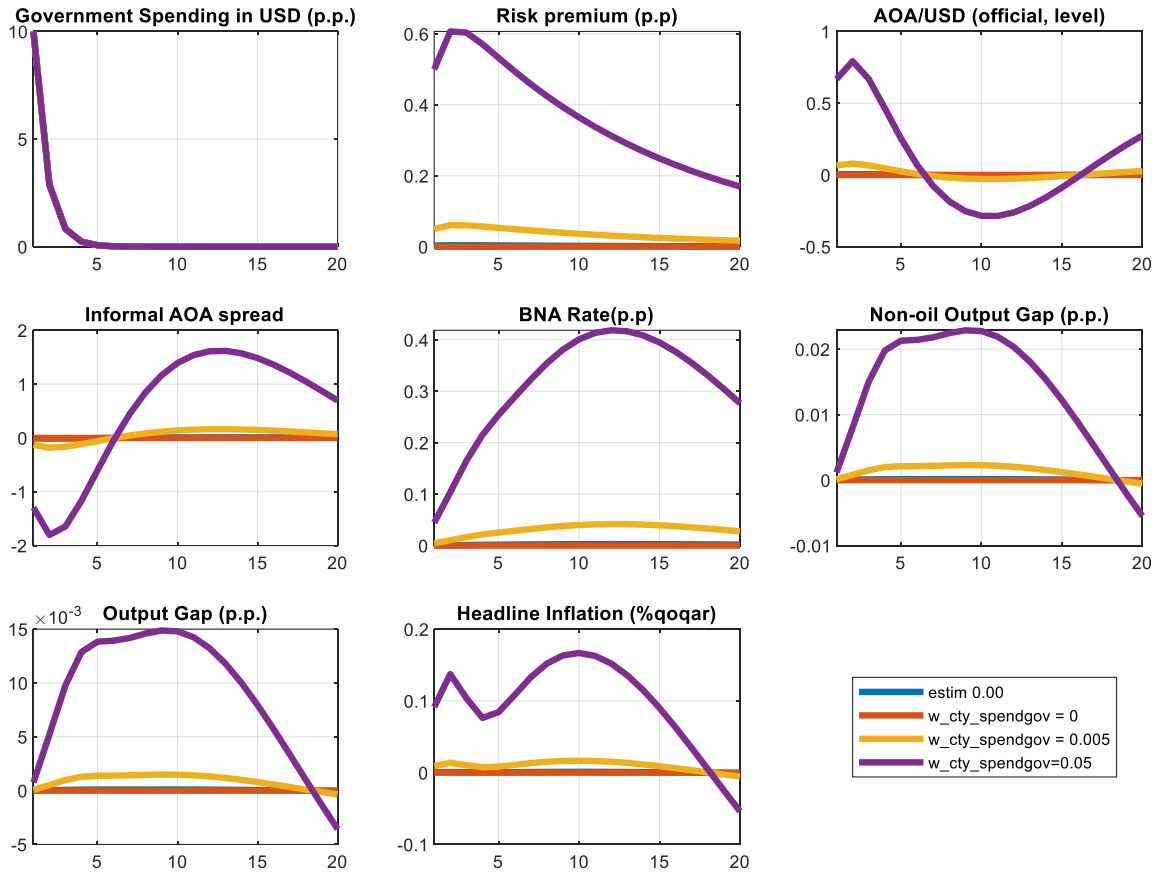 Government Spending in USD (p.p.)
10
5
0
5 10 15 20
Risk premium (p.p)
0.6
0.4
0.2
0
5 10 15 20
AOA/USD (official, level)
1
0.5
0
-0.5
5 10 15 20
Informal AOA spread
2
1
0
-1
-2
5 10 15 20
BNA Rate(p.p)
0.4
0.3
0.2
0.1
0
5 10 15 20
Non-oil Output Gap (p.p.)
0.02
0.01
0
-0.01
5 10 15 20
×10⁻³ Output Gap (p.p.)
15
10
5
0
-5
5 10 15 20
Headline Inflation (%qoqar)
0.2
0.1
0
-0.1
5 10 15 20
estim 0.00
w_cty_spendgov = 0
w_cty_spendgov = 0.005
w_cty_spendgov=0.05